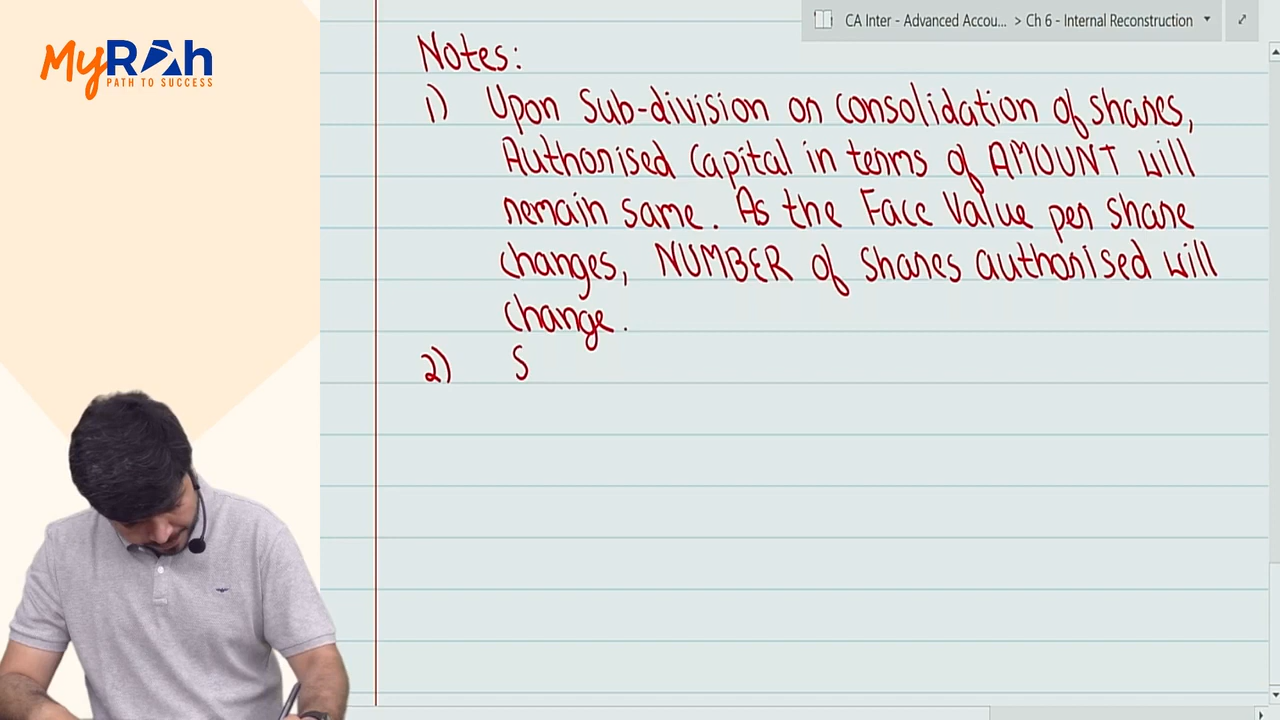 MyRAh
PATH TO SUCCESS
CA Inter - Advanced Accou... > Ch 6 - Internal Reconstruction
Notes:
1) Upon Sub-division or consolidation of shares,
Authorised Capital in terms of AMOUNT will
remain same. As the Face Value per share
changes, NUMBER of shares authorised will
change.
2) S